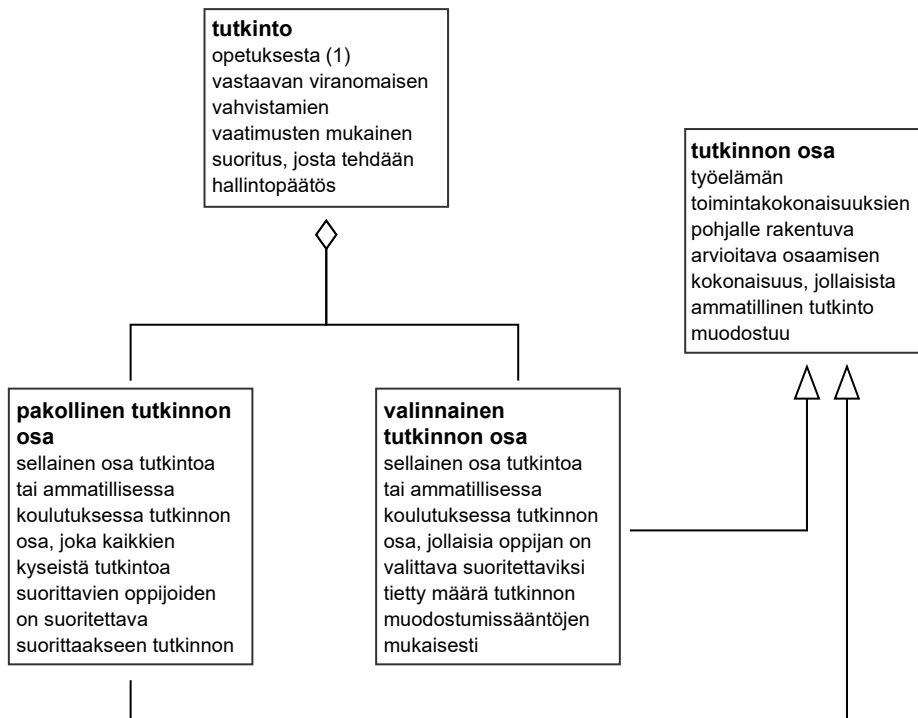 tutkinto
opetuksesta (1)
vastaavan viranomaisen
vahvistamien
vaatimusten mukainen
suoritus, josta tehdään
hallintopäätös
tutkinnon osa
työelämän
toimintakokonaisuuksien
pohjalle rakentuva
arvioitava osaamisen
kokonaisuus, jollaisista
ammatillinen tutkinto
muodostuu
pakollinen tutkinnon
osa
sellainen osa tutkintoa
tai ammatillisessa
koulutuksessa tutkinnon
osa, joka kaikkien
kyseistä tutkintoa
suorittavien oppijoiden
on suoritettava
suorittaakseen tutkinnon
valinnainen
tutkinnon osa
sellainen osa tutkintoa
tai ammatillisessa
koulutuksessa tutkinnon
osa, jollaisia oppijan on
valittava suoritettaviksi
tietty määrä tutkinnon
muodostumissääntöjen
mukaisesti